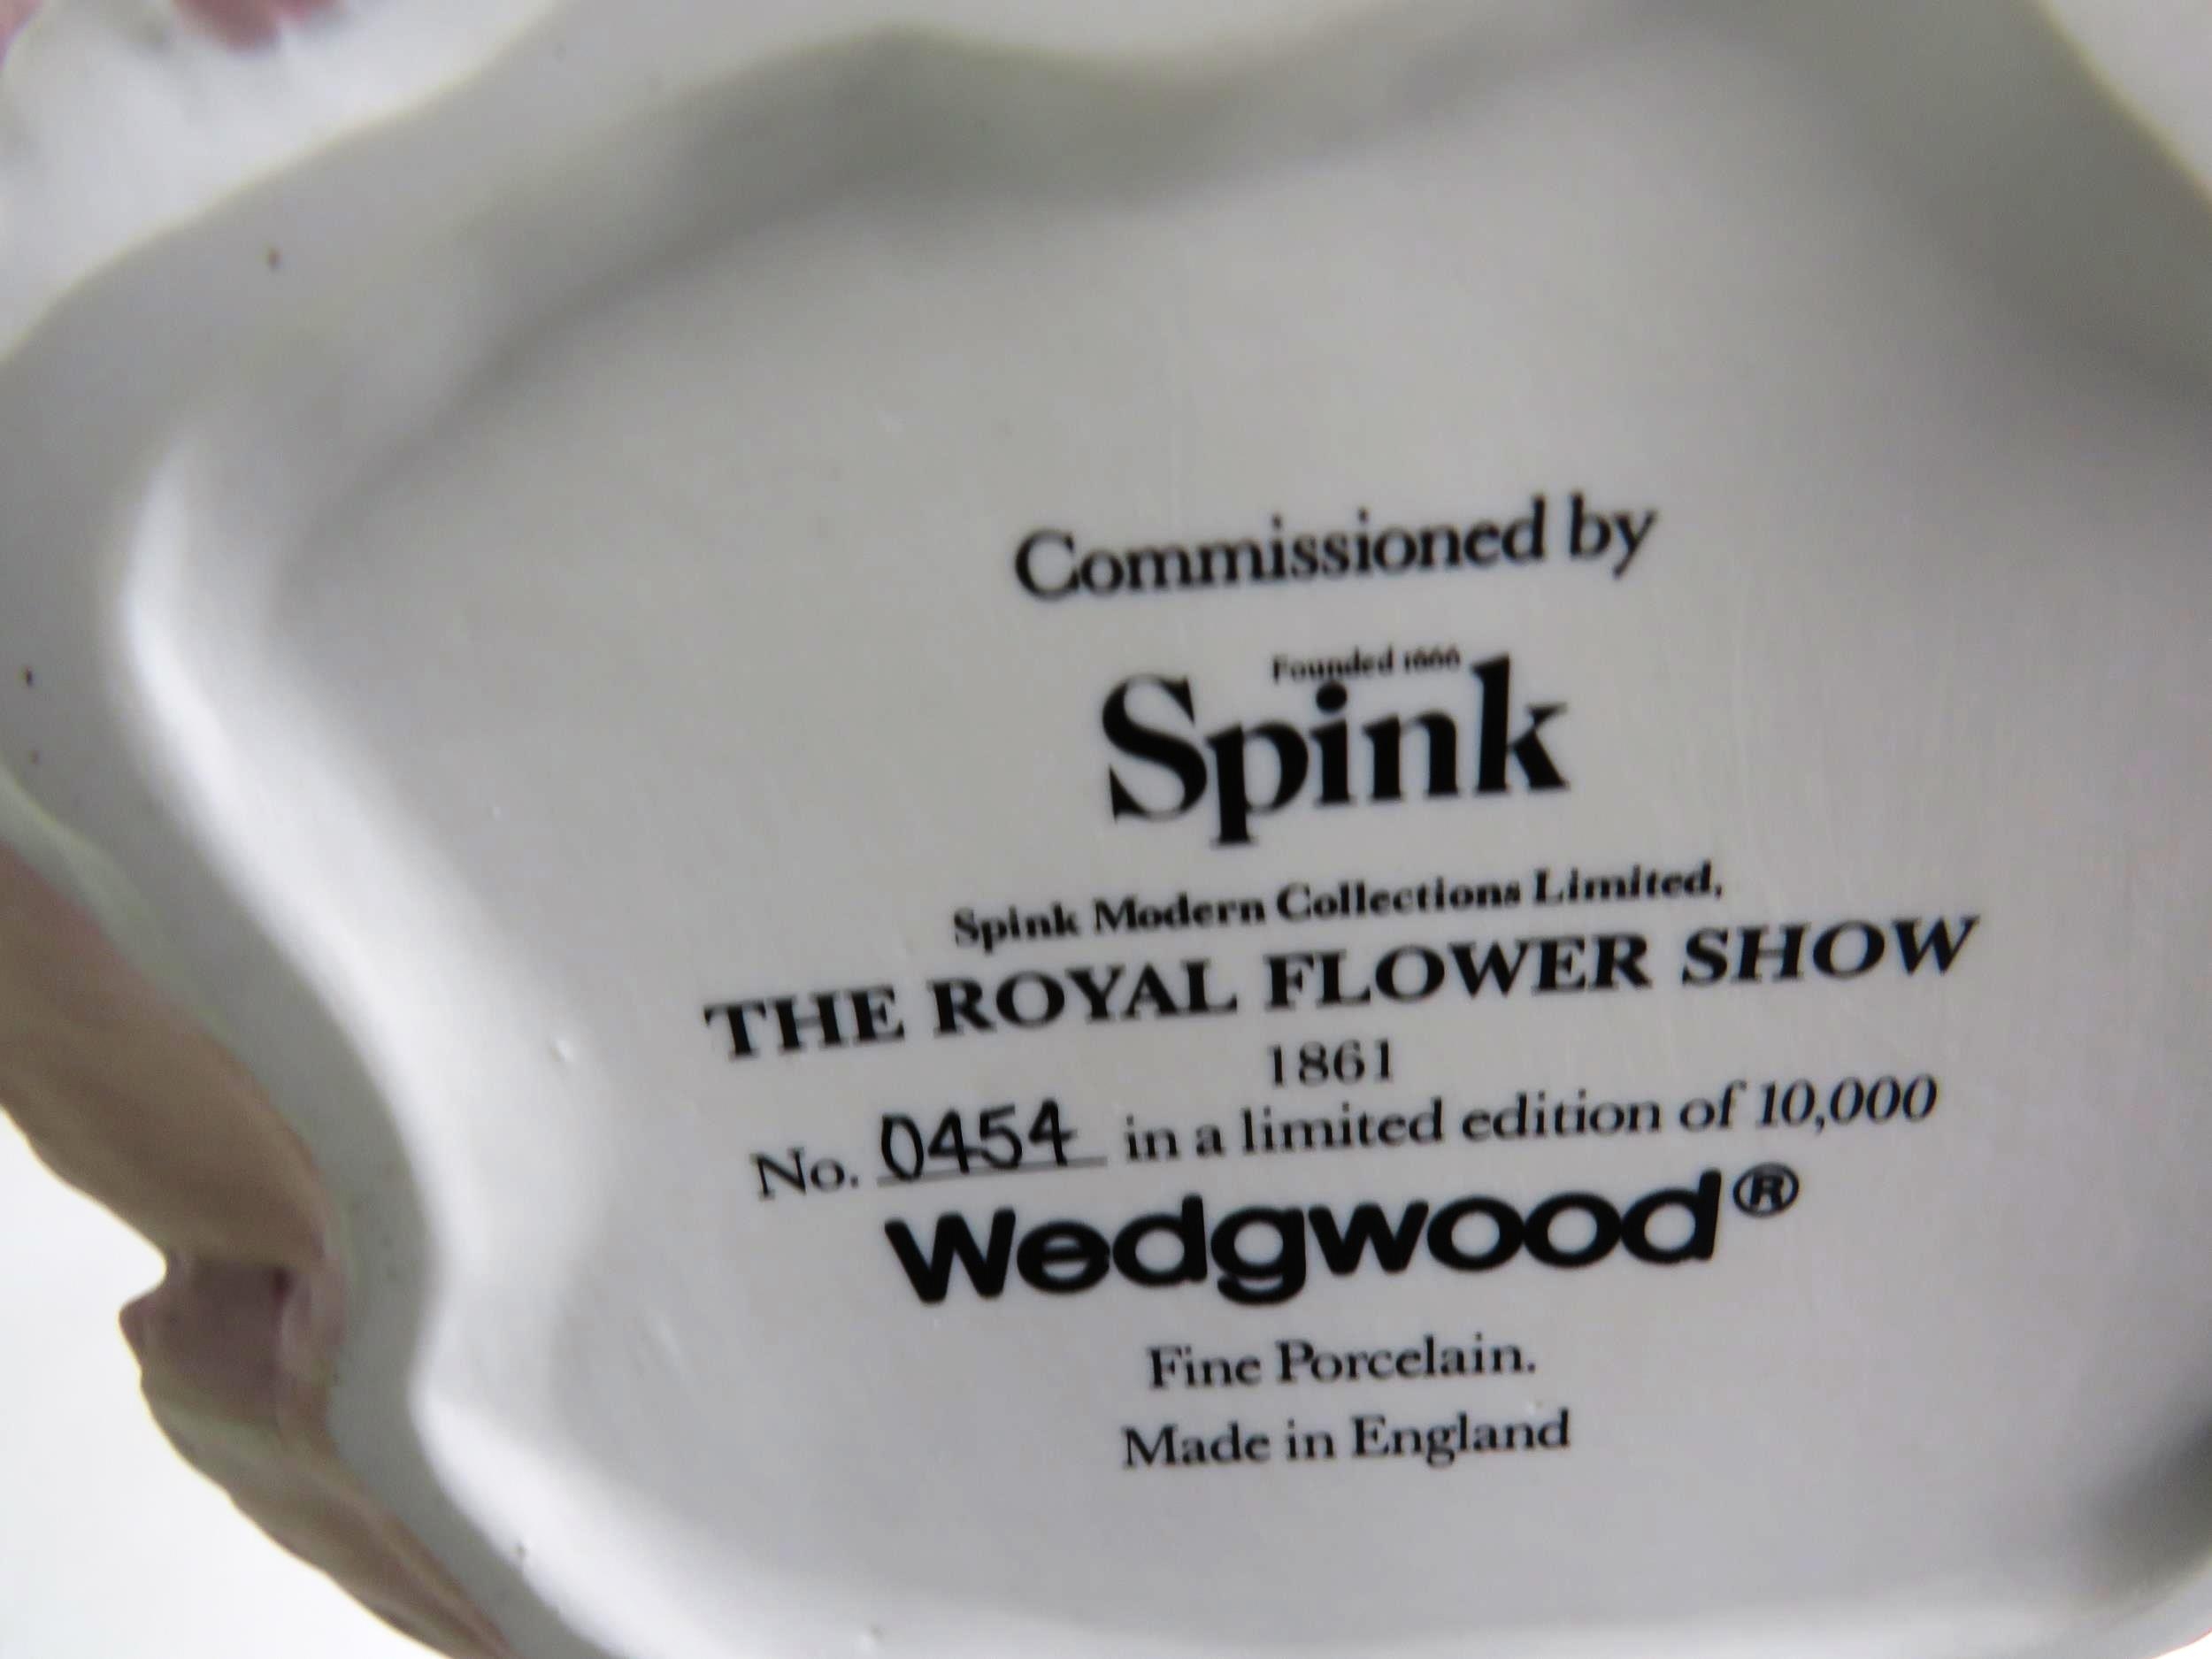 Commissioned by
Founded 1666
Spink
Spink Modern Collections Limited,
THE ROYAL FLOWER SHOW
1861
No. 0454 in a limited edition of 10,000
Wedgwood®
Fine Porcelain.
Made in England